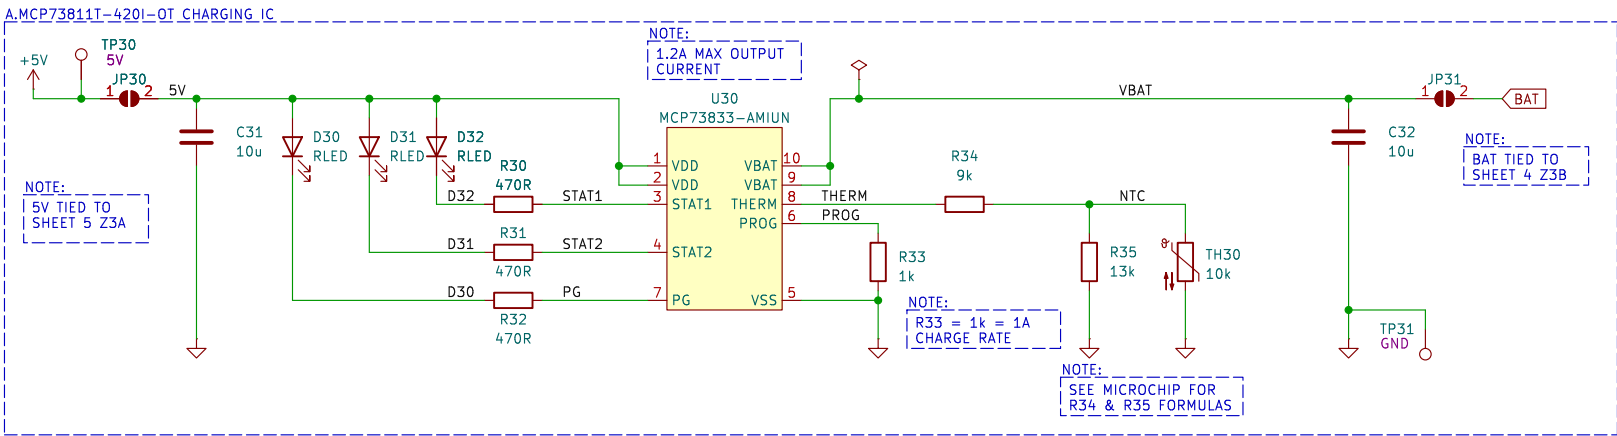 A.MCP73811T-420I-OT CHARGING IC
+5V
TP30
5V
JP30
1 2
5V
C31
10u
NOTE:
5V TIED TO
SHEET 5 Z3A
D30
RLED
D31
RLED
D32
RLED
R30
470R
D32
STAT1
R31
470R
D31
STAT2
D30
PG
R32
470R
NOTE:
1.2A MAX OUTPUT
CURRENT
U30
MCP73833-AMIUN
1 VDD
2 VDD
3 STAT1
4 STAT2
7 PG
VBAT 10
VBAT 9
THERM 8
PROG 6
VSS 5
THERM
PROG
R33
1k
NOTE:
R33 = 1k = 1A
CHARGE RATE
R34
9k
NTC
R35
13k
TH30
10k
NOTE:
SEE MICROCHIP FOR
R34 & R35 FORMULAS
VBAT
JP31
1 2
BAT
C32
10u
NOTE:
BAT TIED TO
SHEET 4 Z3B
TP31
GND